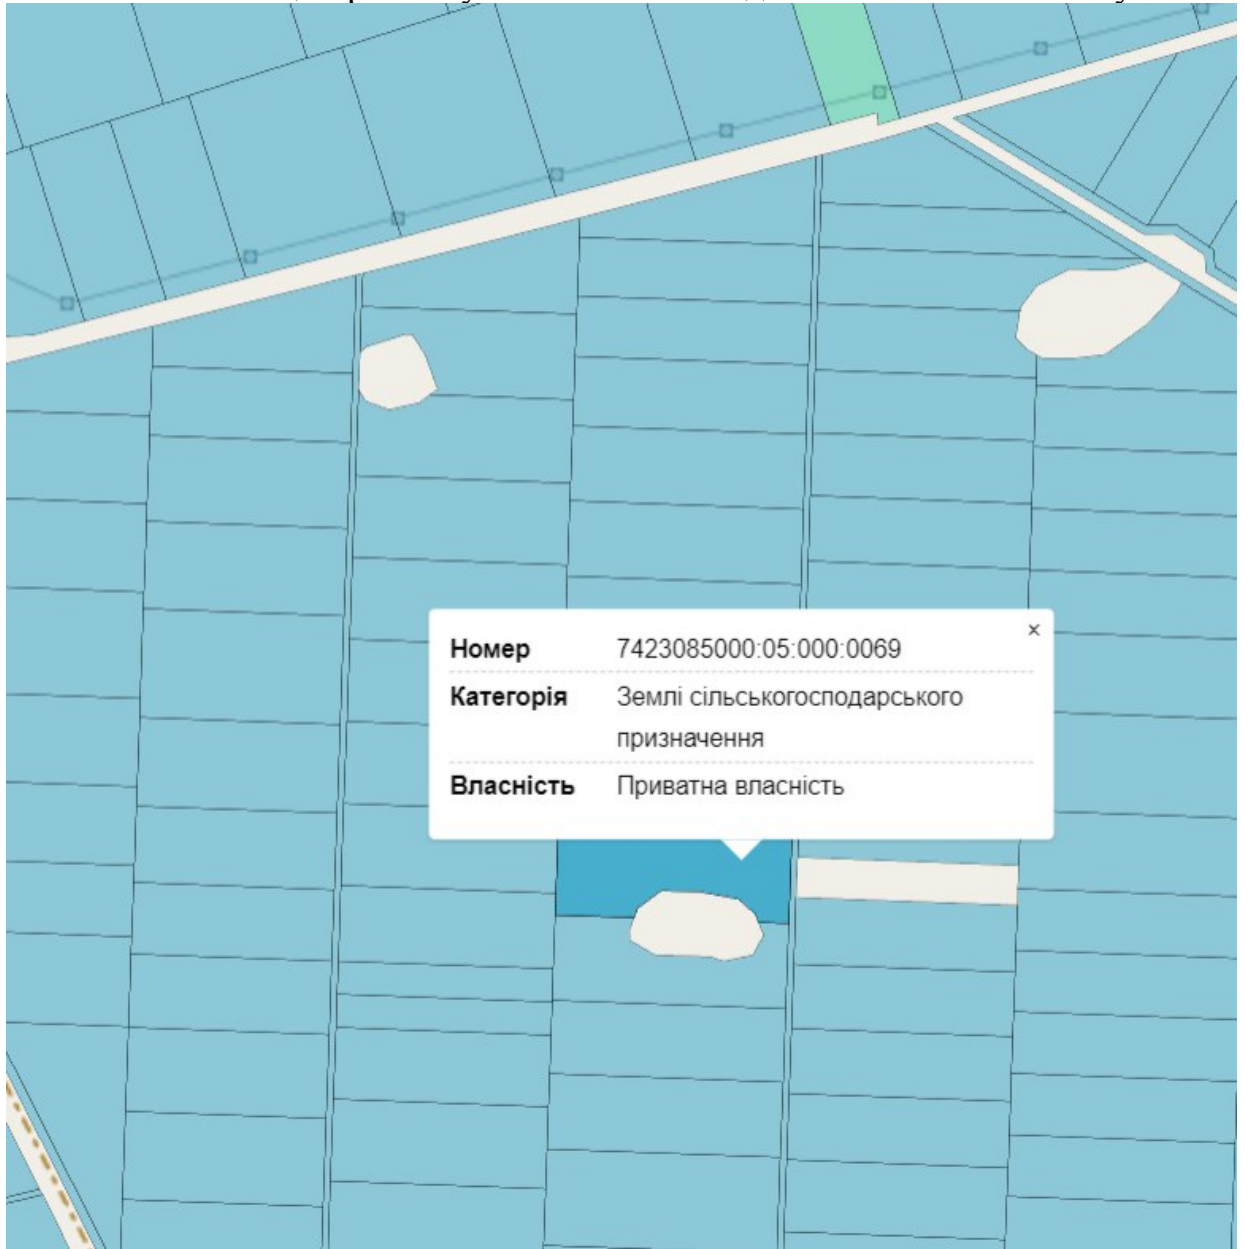 ×
Номер 7423085000:05:000:0069
Категорія Землі сільськогосподарського
призначення
Власність Приватна власність